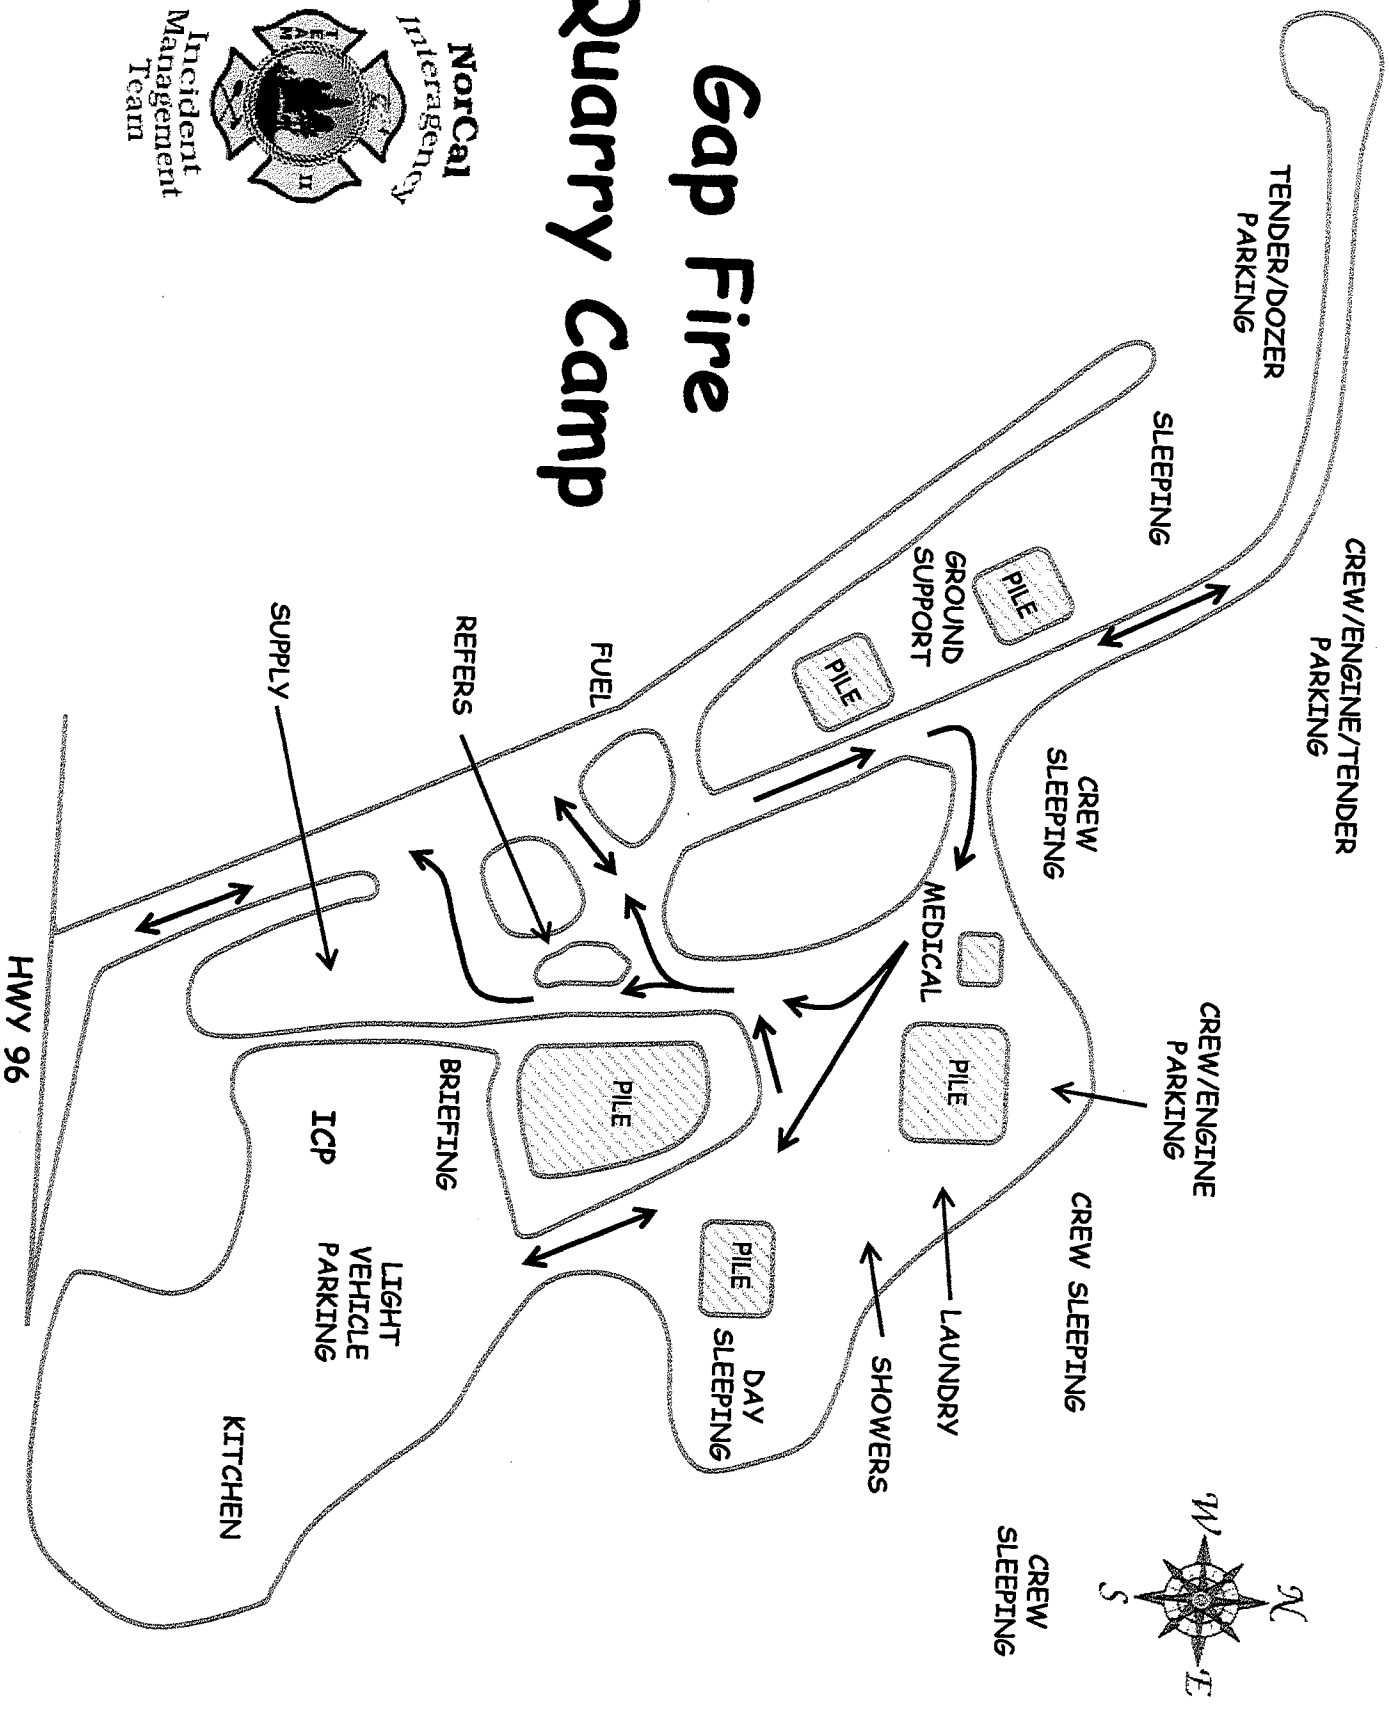 Gap Fire
Quarry Camp
NorCal
Interagency
TEAM
II
Incident
Management
Team
TENDER/DOZER
PARKING
CREW/ENGINE/TENDER
PARKING
SLEEPING
PILE
GROUND
SUPPORT
PILE
CREW
SLEEPING
CREW/ENGINE
PARKING
CREW SLEEPING
N
W
E
S
CREW
SLEEPING
MEDICAL
PILE
LAUNDRY
SHOWERS
FUEL
REFERS
SUPPLY
PILE
PILE
DAY
SLEEPING
BRIEFING
ICP
LIGHT
VEHICLE
PARKING
KITCHEN
HWY 96